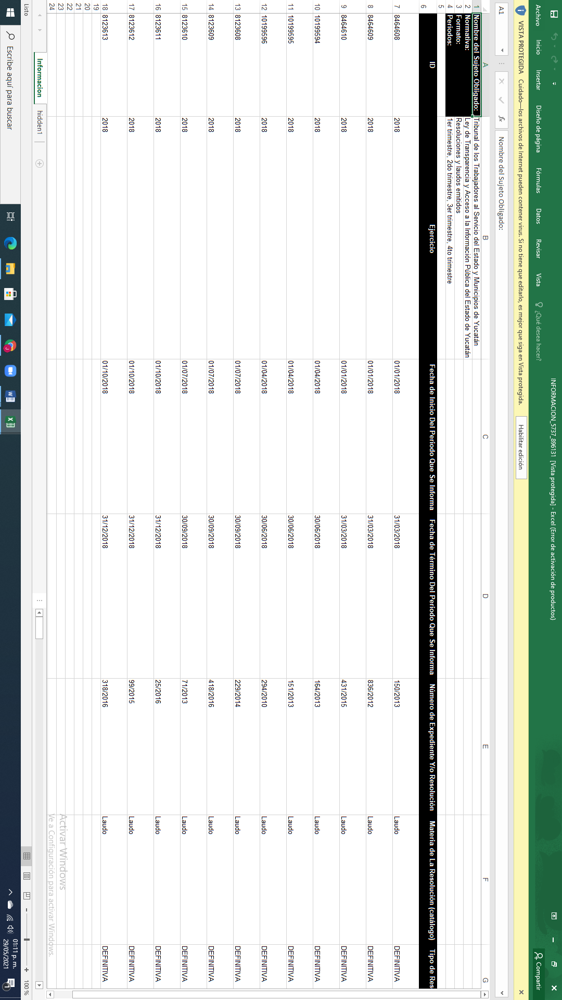 INFORMACION_5737_896131 [Vista protegida] - Excel (Error de activación de productos)
Archivo Inicio Insertar Diseño de página Fórmulas Datos Revisar Vista ¿Qué desea hacer? Compartir
VISTA PROTEGIDA Cuidado—los archivos de Internet pueden contener virus. Si no tiene que editarlo, es mejor que siga en Vista protegida. Habilitar edición
A1 fx Nombre del Sujeto Obligado:
A B C D E F G
1 Nombre del Sujeto Obligado: Tribunal de los Trabajadores al Servicio del Estado y Municipios de Yucatán
2 Normativa: Ley de Transparencia y Acceso a la Información Pública del Estado de Yucatán
3 Formato: Resoluciones y laudos emitidos
4 Periodos: 1er trimestre, 2do trimestre, 3er trimestre, 4to trimestre
5
6 ID Ejercicio Fecha de Inicio Del Periodo Que Se Informa Fecha de Término Del Periodo Que Se Informa Número de Expediente Y/o Resolución Materia de La Resolución (catálogo) Tipo de Res
7 8464608 2018 01/01/2018 31/03/2018 150/2013 Laudo DEFINITIVA
8 8464609 2018 01/01/2018 31/03/2018 836/2012 Laudo DEFINITIVA
9 8464610 2018 01/01/2018 31/03/2018 431/2015 Laudo DEFINITIVA
10 10199594 2018 01/04/2018 30/06/2018 164/2013 Laudo DEFINITIVA
11 10199595 2018 01/04/2018 30/06/2018 151/2013 Laudo DEFINITIVA
12 10199596 2018 01/04/2018 30/06/2018 294/2010 Laudo DEFINITIVA
13 8123608 2018 01/07/2018 30/09/2018 229/2014 Laudo DEFINITIVA
14 8123609 2018 01/07/2018 30/09/2018 418/2016 Laudo DEFINITIVA
15 8123610 2018 01/07/2018 30/09/2018 71/2013 Laudo DEFINITIVA
16 8123611 2018 01/10/2018 31/12/2018 25/2016 Laudo DEFINITIVA
17 8123612 2018 01/10/2018 31/12/2018 99/2015 Laudo DEFINITIVA
18 8123613 2018 01/10/2018 31/12/2018 318/2016 Laudo DEFINITIVA
19
20
21
22
23
24
Activar Windows
Ve a Configuración para activar Windows.
Informacion hidden1
Listo 100 %
Escribe aquí para buscar
01:11 p. m.
29/05/2021
1